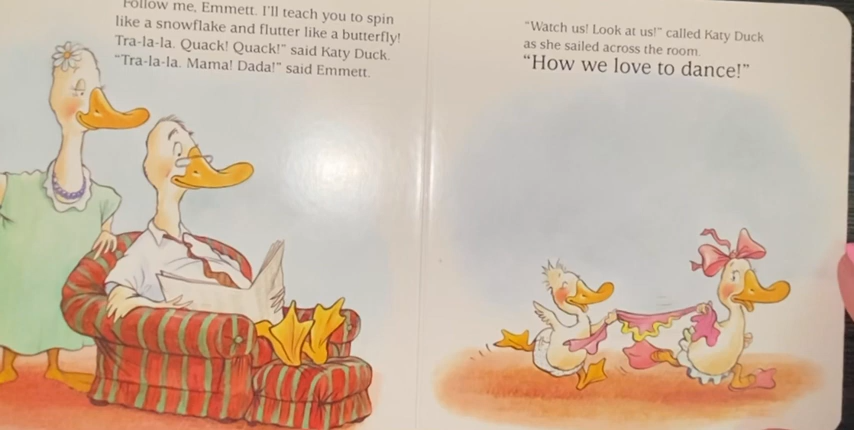 Follow me, Emmett. I'll teach you to spin
like a snowflake and flutter like a butterfly!
Tra-la-la. Quack! Quack!" said Katy Duck.
"Tra-la-la. Mama! Dada!" said Emmett.
"Watch us! Look at us!" called Katy Duck
as she sailed across the room.
"How we love to dance!"